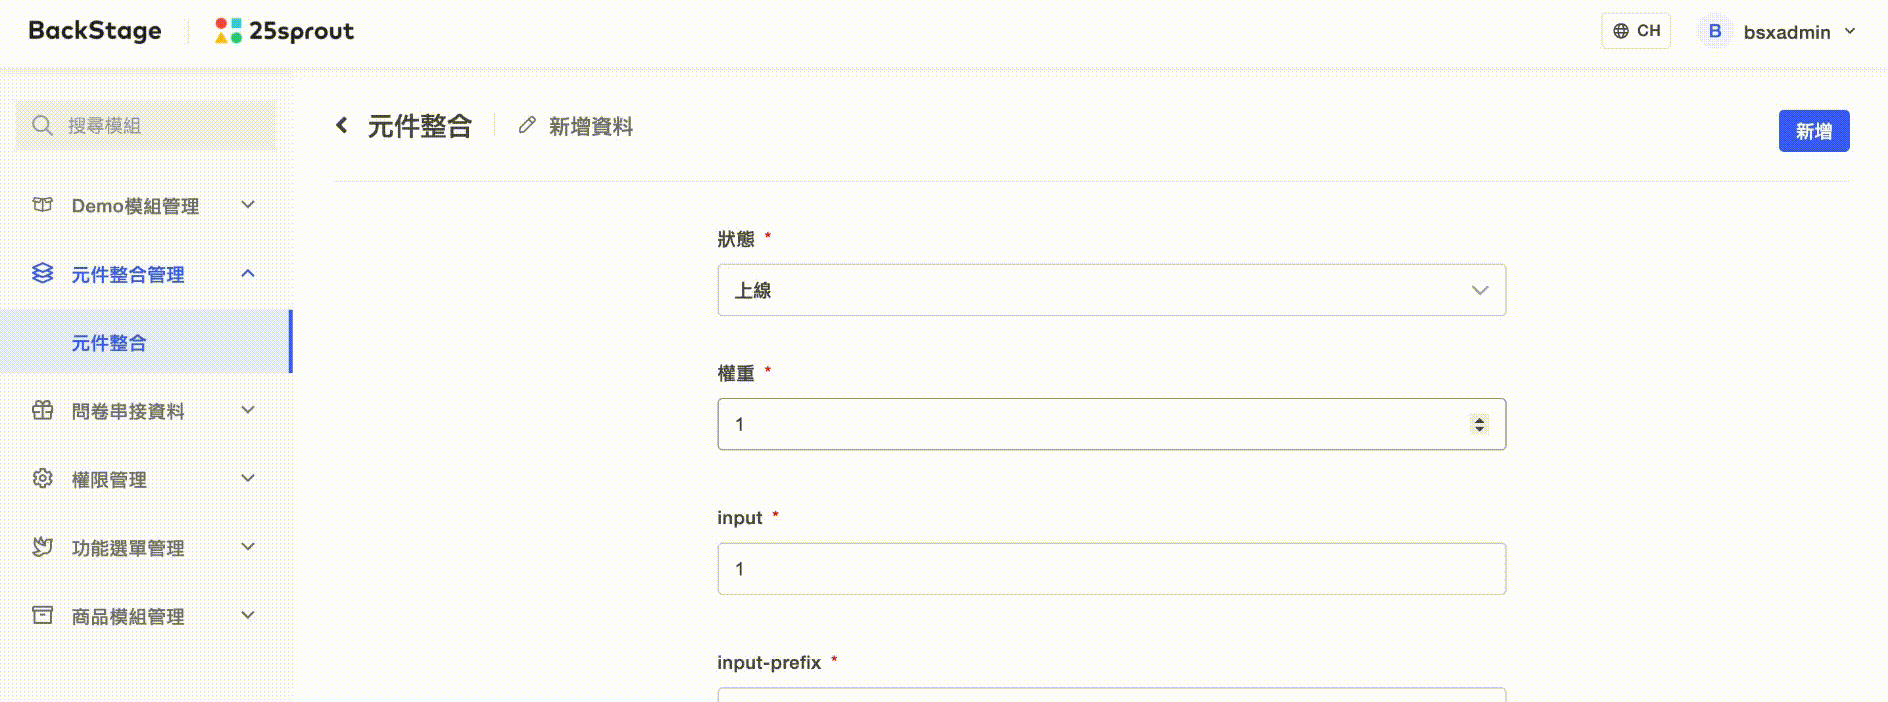 BackStage
25sprout
CH
B
bsxadmin
搜尋模組
Demo模組管理
元件整合管理
元件整合
問卷串接資料
權限管理
功能選單管理
商品模組管理
元件整合
新增資料
新增
狀態 *
上線
權重 *
1
input *
1
input-prefix *